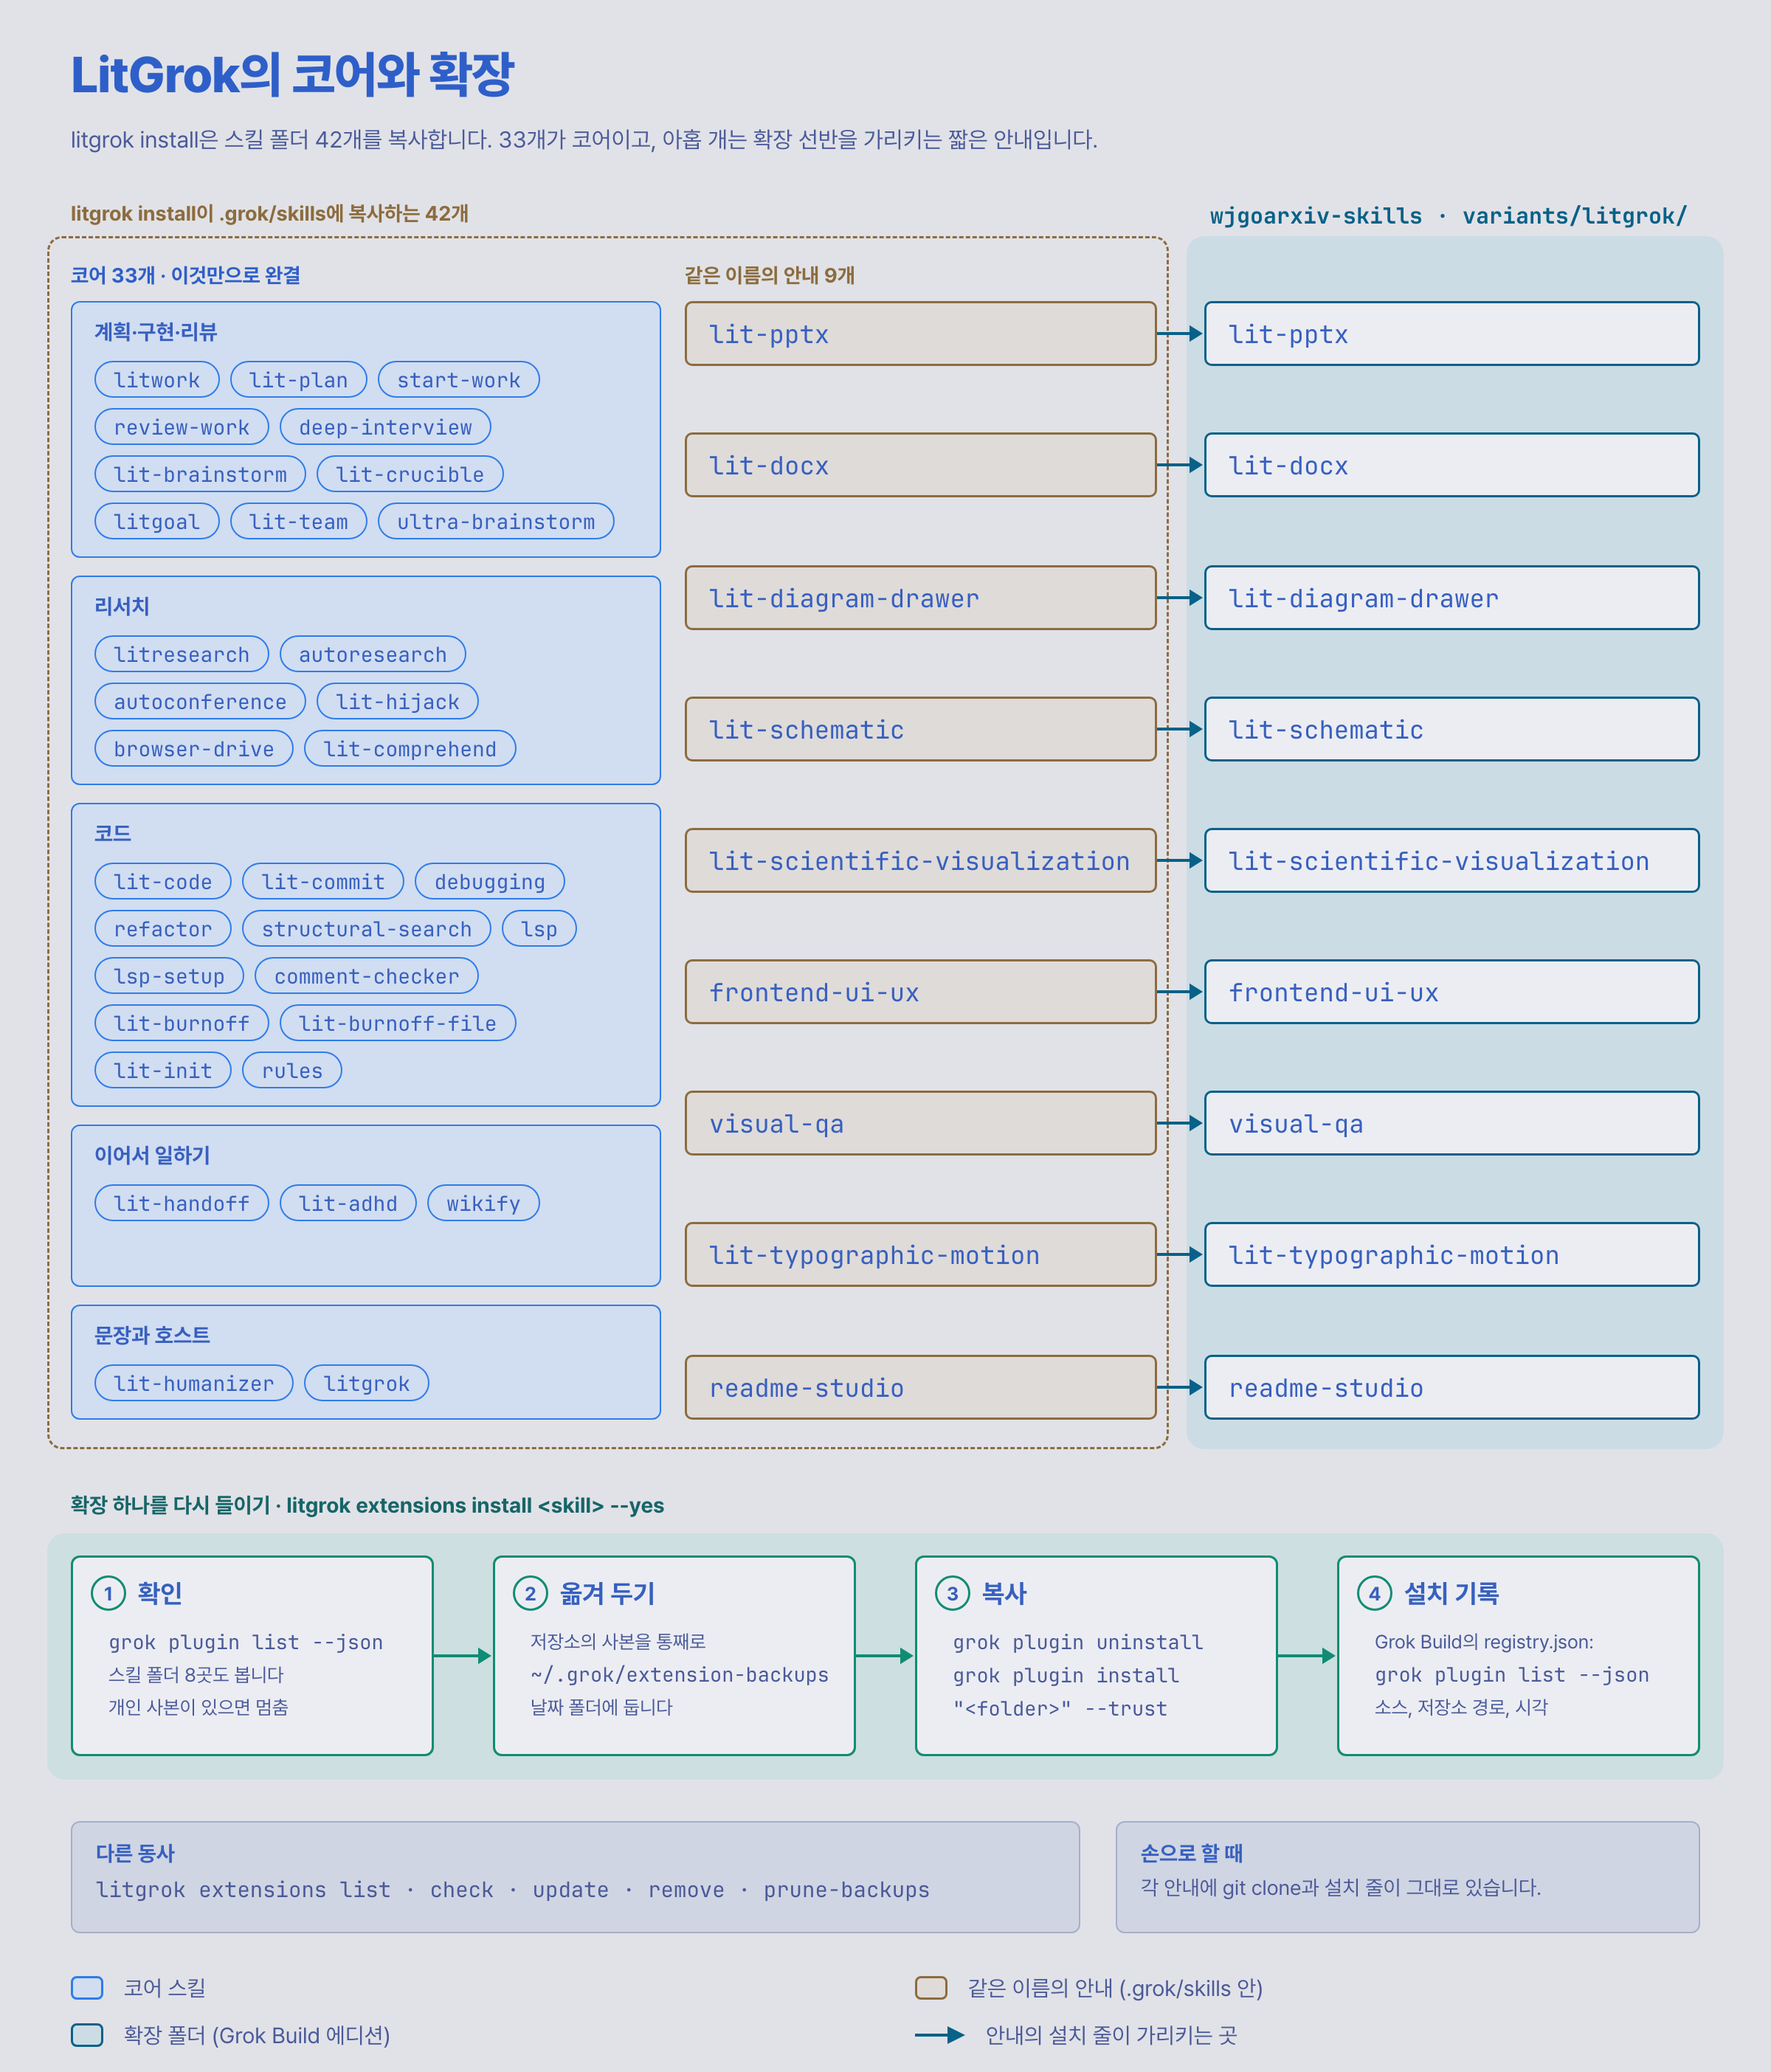 LitGrok의 코어와 확장
litgrok install은 스킬 폴더 42개를 복사합니다. 33개가 코어이고, 아홉 개는 확장 선반을 가리키는 짧은 안내입니다.
litgrok install이 .grok/skills에 복사하는 42개
wjgoarxiv-skills · variants/litgrok/
코어 33개 · 이것만으로 완결
계획·구현·리뷰
litwork lit-plan start-work
review-work deep-interview
lit-brainstorm lit-crucible
litgoal lit-team ultra-brainstorm
리서치
litresearch autoresearch
autoconference lit-hijack
browser-drive lit-comprehend
코드
lit-code lit-commit debugging
refactor structural-search lsp
lsp-setup comment-checker
lit-burnoff lit-burnoff-file
lit-init rules
이어서 일하기
lit-handoff lit-adhd wikify
문장과 호스트
lit-humanizer litgrok
같은 이름의 안내 9개
lit-pptx
lit-docx
lit-diagram-drawer
lit-schematic
lit-scientific-visualization
frontend-ui-ux
visual-qa
lit-typographic-motion
readme-studio
lit-pptx
lit-docx
lit-diagram-drawer
lit-schematic
lit-scientific-visualization
frontend-ui-ux
visual-qa
lit-typographic-motion
readme-studio
확장 하나를 다시 들이기 · litgrok extensions install <skill> --yes
1 확인
grok plugin list --json
스킬 폴더 8곳도 봅니다
개인 사본이 있으면 멈춤
2 옮겨 두기
저장소의 사본을 통째로
~/.grok/extension-backups
날짜 폴더에 둡니다
3 복사
grok plugin uninstall
grok plugin install
"<folder>" --trust
4 설치 기록
Grok Build의 registry.json:
grok plugin list --json
소스, 저장소 경로, 시각
다른 동사
litgrok extensions list · check · update · remove · prune-backups
손으로 할 때
각 안내에 git clone과 설치 줄이 그대로 있습니다.
코어 스킬
같은 이름의 안내 (.grok/skills 안)
확장 폴더 (Grok Build 에디션)
안내의 설치 줄이 가리키는 곳